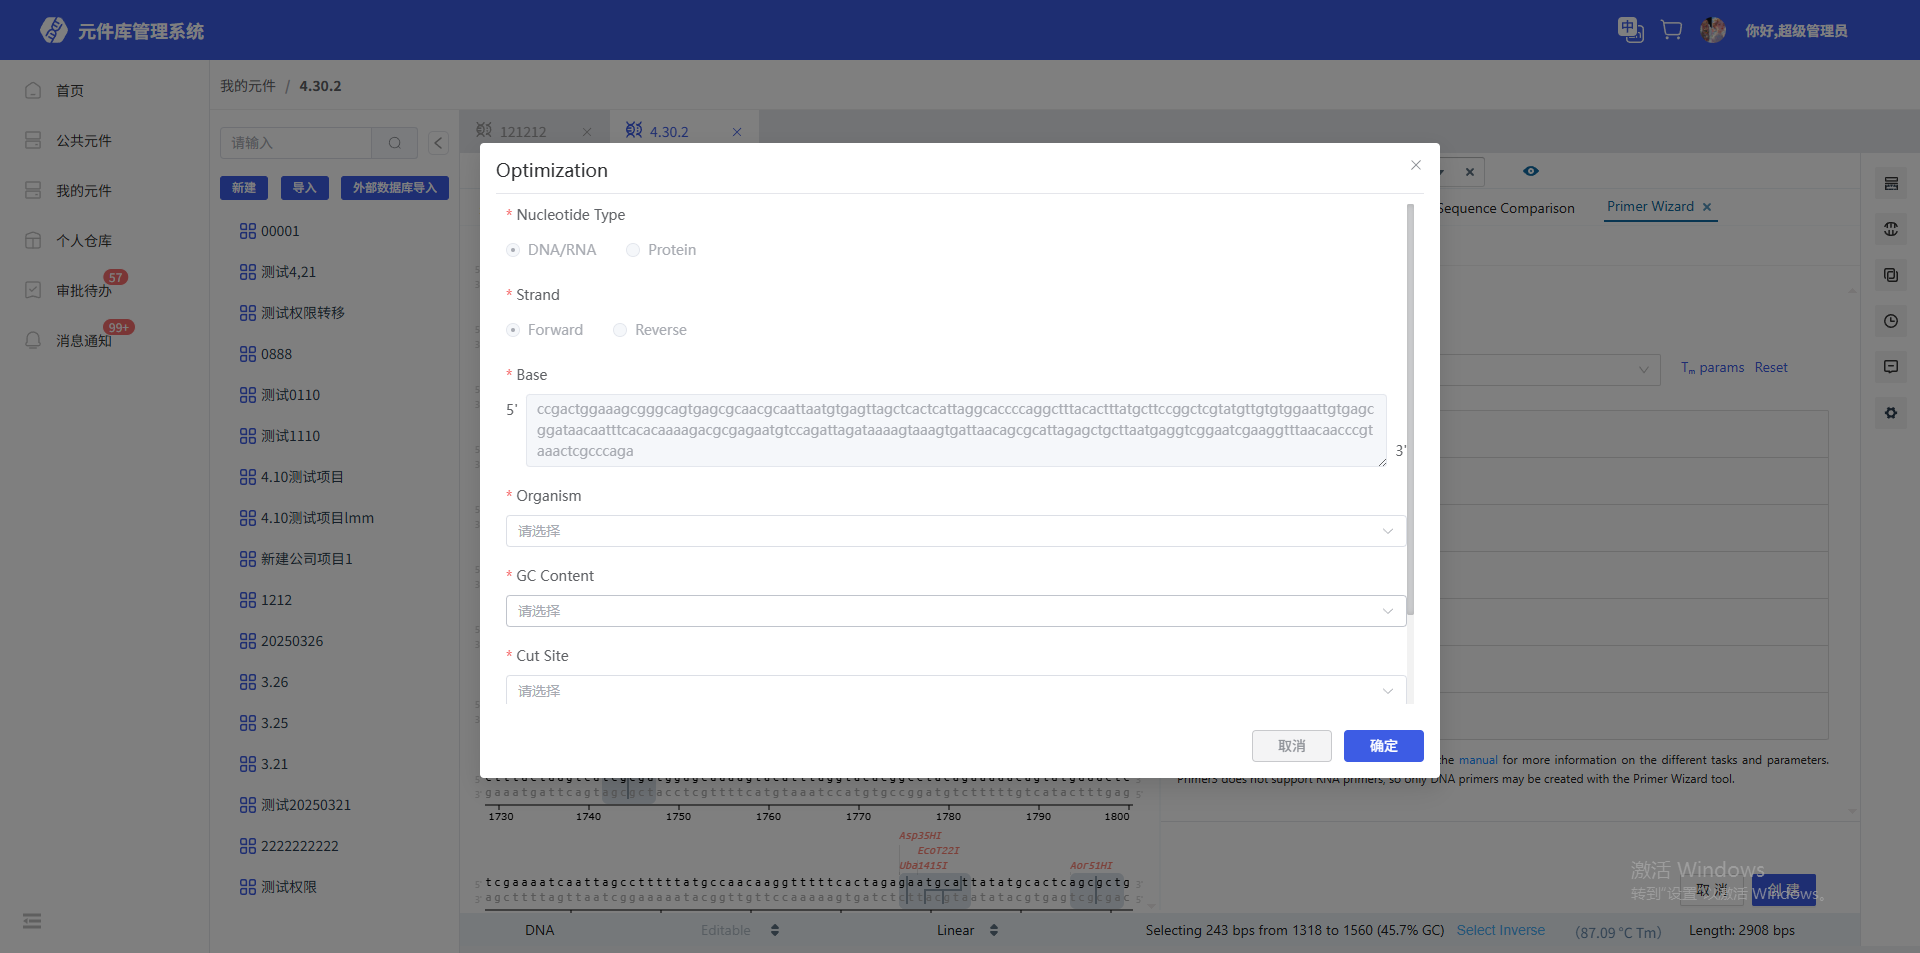 元件库管理系统
中
你好,超级管理员
首页
公共元件
我的元件
个人仓库
审批待办
57
消息通知
99+
我的元件 / 4.30.2
请输入
新建
导入
外部数据库导入
00001
测试4,21
测试权限转移
0888
测试0110
测试1110
4.10测试项目
4.10测试项目lmm
新建公司项目1
1212
20250326
3.26
3.25
3.21
测试20250321
2222222222
测试权限
121212
4.30.2
Sequence Comparison
Primer Wizard
Tm params Reset
Optimization
* Nucleotide Type
DNA/RNA Protein
* Strand
Forward Reverse
* Base
5'
ccgactggaaagcgggcagtgagcgcaacgcaattaatgtgagttagctcactcattaggcaccccaggctttacactttatgcttccggctcgtatgttgtgtggaattgtgagc
ggataacaatttcacacaaaagacgcgagaatgtccagattagataaaagtaaagtgattaacagcgcattagagctgcttaatgaggtcggaatcgaaggtttaacaacccgt
aaactcgcccaga
3'
* Organism
请选择
* GC Content
请选择
* Cut Site
请选择
取消
确定
the manual for more information on the different tasks and parameters.
Primer3 does not support RNA primers, so only DNA primers may be created with the Primer Wizard tool.
3' gaaatgattcagtagcgctacctcgttttcatgtaaatccatgtgccggatgtctttttgtcatactttgag 5'
1730 1740 1750 1760 1770 1780 1790 1800
Asp35HI
EcoT22I
Uba1415I
Aor51HI
5' tcgaaaatcaattagcctttttatgccaacaaggtttttcactagagaatgcattatatgcactcagcgctg 3'
3' agcttttagttaatcggaaaaatacggttgttccaaaaagtgatctcttacgtaatatacgtgagtcgcgac 5'
取 消
创 建
激活 Windows
转到"设置"以激活 Windows。
DNA
Editable
Linear
Selecting 243 bps from 1318 to 1560 (45.7% GC)
Select Inverse
(87.09 °C Tm)
Length: 2908 bps